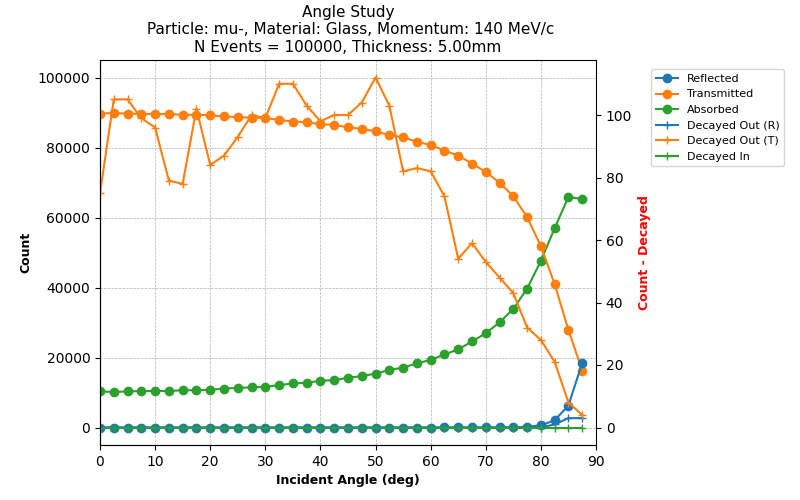 Angle Study
Particle: mu-, Material: Glass, Momentum: 140 MeV/c
N Events = 100000, Thickness: 5.00mm
100000
80000
60000
40000
20000
0
Count
0 10 20 30 40 50 60 70 80 90
Incident Angle (deg)
100
80
60
40
20
0
Count - Decayed
Reflected
Transmitted
Absorbed
Decayed Out (R)
Decayed Out (T)
Decayed In